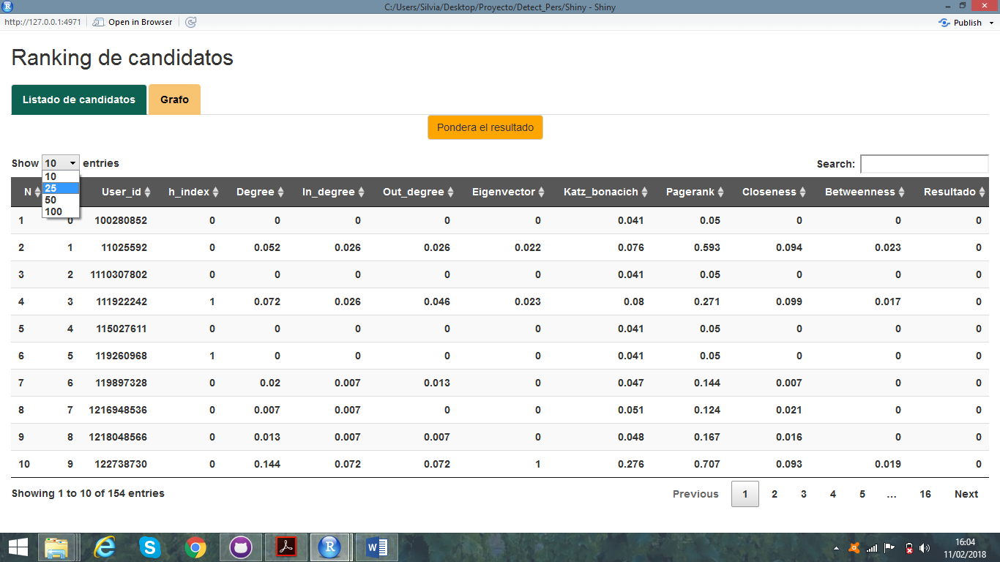 C:/Users/Silvia/Desktop/Proyecto/Detect_Pers/Shiny - Shiny
http://127.0.0.1:4971 Open in Browser Publish
Ranking de candidatos
Listado de candidatos Grafo
Pondera el resultado
Show 10 entries Search:
10
25
50
100
N User_id h_index Degree In_degree Out_degree Eigenvector Katz_bonacich Pagerank Closeness Betweenness Resultado
1 0 100280852 0 0 0 0 0 0.041 0.05 0 0 0
2 1 11025592 0 0.052 0.026 0.026 0.022 0.076 0.593 0.094 0.023 0
3 2 1110307802 0 0 0 0 0 0.041 0.05 0 0 0
4 3 111922242 1 0.072 0.026 0.046 0.023 0.08 0.271 0.099 0.017 0
5 4 115027611 0 0 0 0 0 0.041 0.05 0 0 0
6 5 119260968 1 0 0 0 0 0.041 0.05 0 0 0
7 6 119897328 0 0.02 0.007 0.013 0 0.047 0.144 0.007 0 0
8 7 1216948536 0 0.007 0.007 0 0 0.051 0.124 0.021 0 0
9 8 1218048566 0 0.013 0.007 0.007 0 0.048 0.167 0.016 0 0
10 9 122738730 0 0.144 0.072 0.072 1 0.276 0.707 0.093 0.019 0
Showing 1 to 10 of 154 entries Previous 1 2 3 4 5 … 16 Next
16:04
11/02/2018